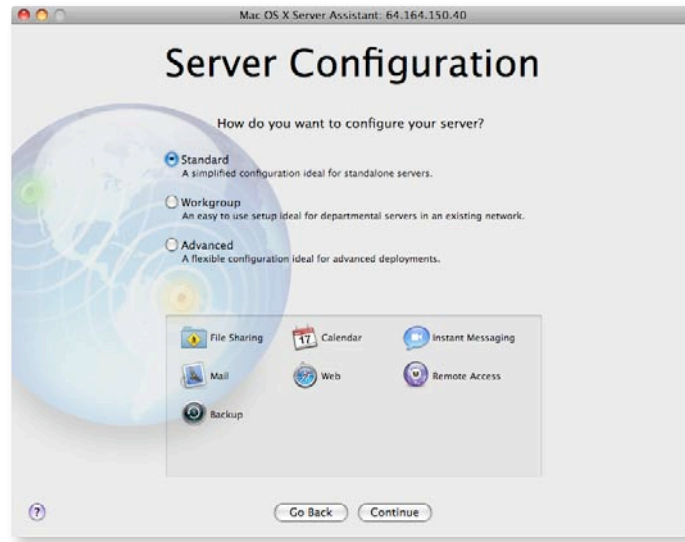 Mac OS X Server Assistant: 64.164.150.40
Server Configuration
How do you want to configure your server?
Standard
A simplified configuration ideal for standalone servers.
Workgroup
An easy to use setup ideal for departmental servers in an existing network.
Advanced
A flexible configuration ideal for advanced deployments.
File Sharing
17
Calendar
Instant Messaging
Mail
Web
Remote Access
Backup
?
Go Back
Continue